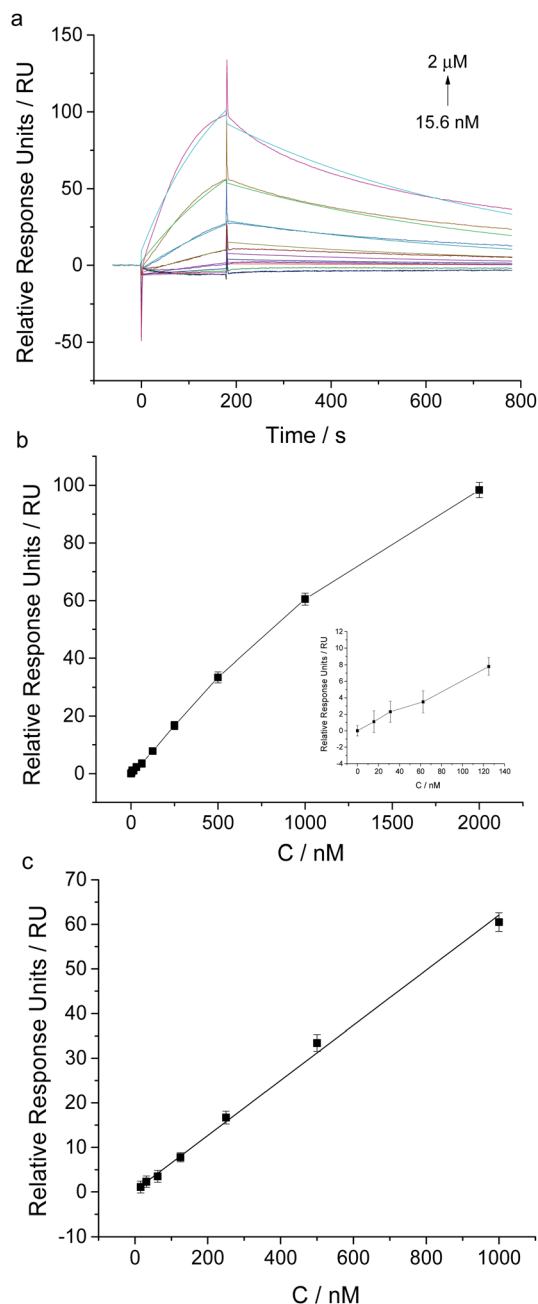 a
150
100
50
0
-50
Relative Response Units / RU
2 μM
15.6 nM
0 200 400 600 800
Time / s
b
100
80
60
40
20
0
Relative Response Units / RU
12
10
8
6
4
2
0
-2
-4
Relative Response Units / RU
0 20 40 60 80 100 120 140
C / nM
0 500 1000 1500 2000
C / nM
c
70
60
50
40
30
20
10
0
-10
Relative Response Units / RU
0 200 400 600 800 1000
C / nM